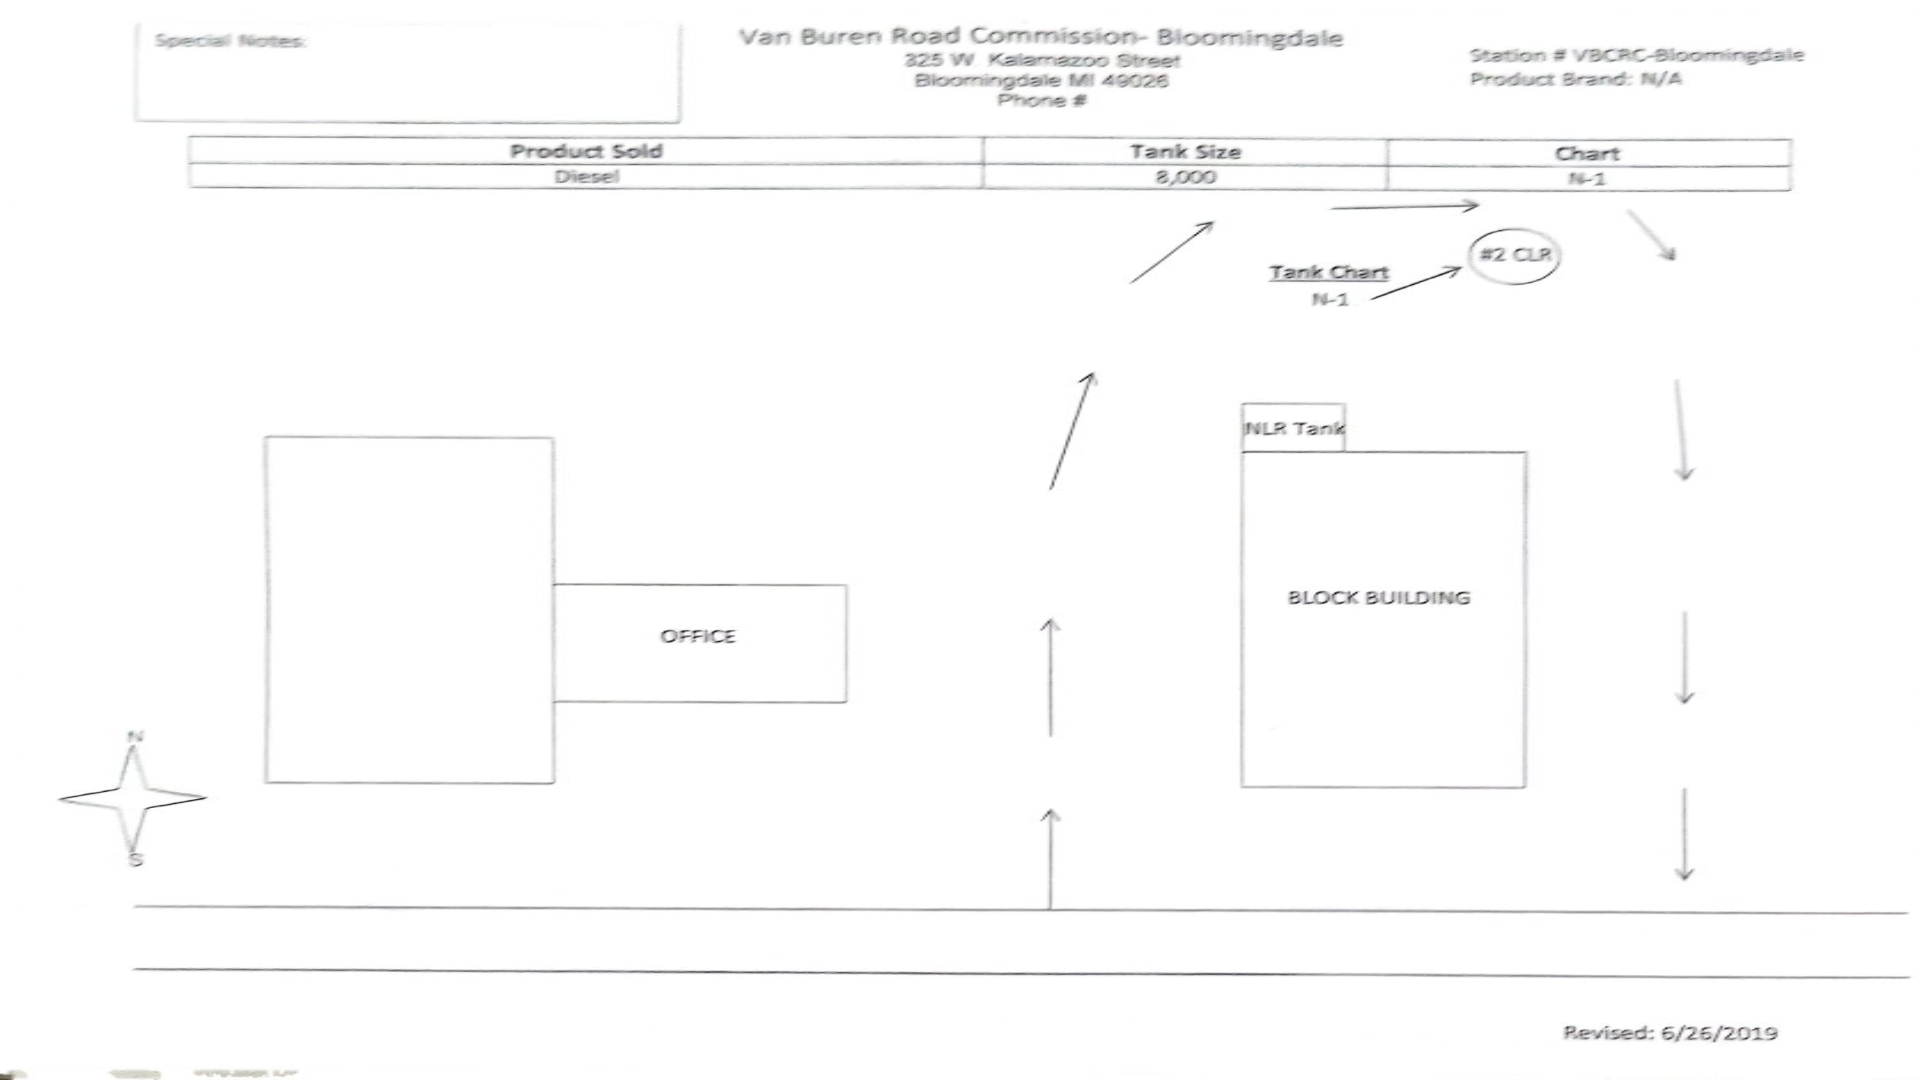 Special Notes:
Van Buren Road Commission- Bloomingdale
325 W. Kalamazoo Street
Bloomingdale MI 49026
Phone #
Station # VBCRC-Bloomingdale
Product Brand: N/A
Product Sold Tank Size Chart
Diesel 8,000 N-1
#2 CLR
Tank Chart
N-1
NLR Tank
BLOCK BUILDING
OFFICE
N
S
Revised: 6/26/2019